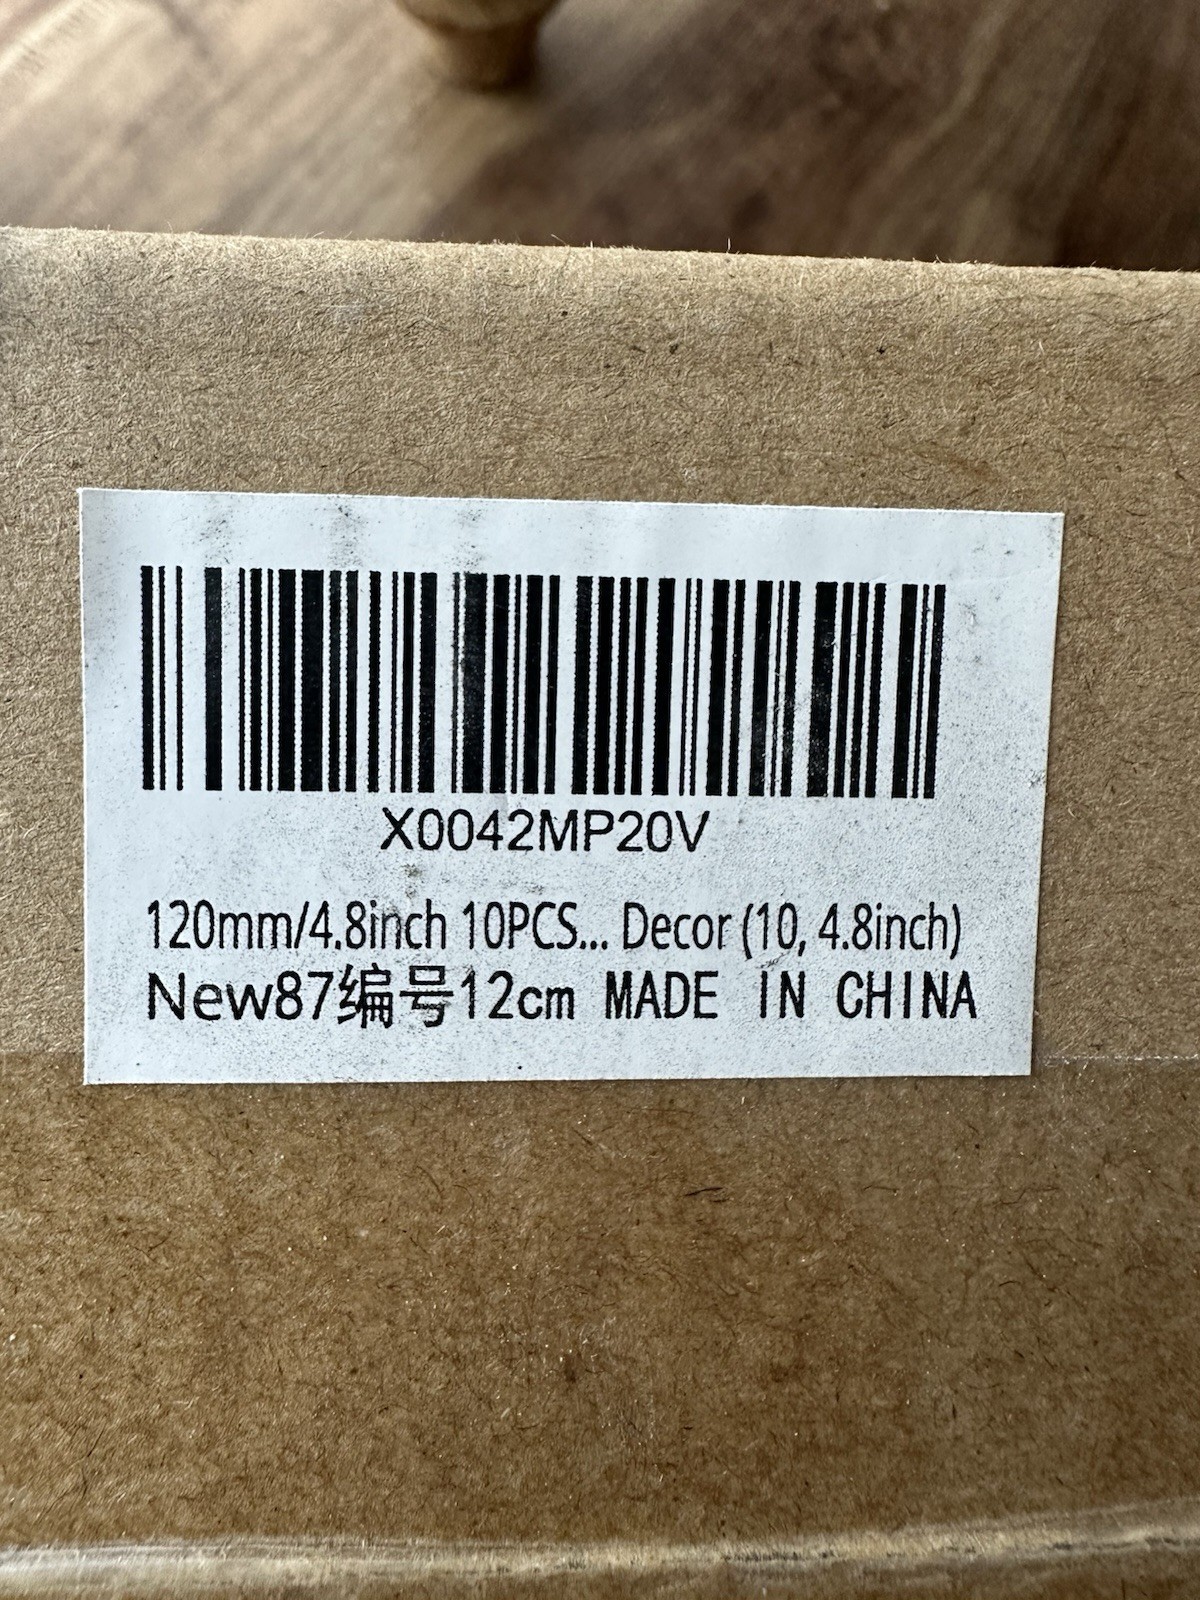 X0042MP20V
120mm/4.8inch 10PCS... Decor (10, 4.8inch)
New87编号12cm MADE IN CHINA